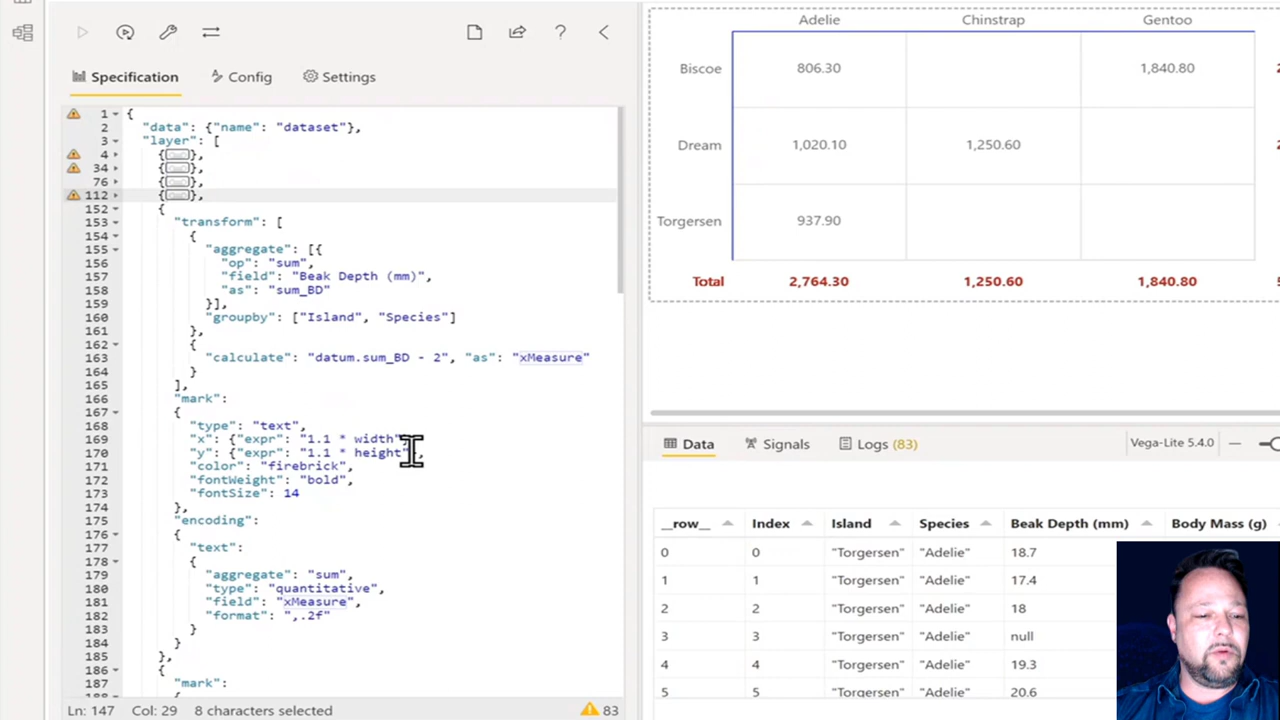 Specification Config Settings
1 {
2 "data": {"name": "dataset"},
3 "layer": [
4 {},
34 {},
76 {},
112 {},
152 {
153 "transform": [
154 {
155 "aggregate": [{
156 "op": "sum",
157 "field": "Beak Depth (mm)",
158 "as": "sum_BD"
159 }],
160 "groupby": ["Island", "Species"]
161 },
162 {
163 "calculate": "datum.sum_BD - 2", "as": "xMeasure"
164 }
165 ],
166 "mark":
167 {
168 "type": "text",
169 "x": {"expr": "1.1 * width"
170 "y": {"expr": "1.1 * height"
171 "color": "firebrick",
172 "fontWeight": "bold",
173 "fontSize": 14
174 },
175 "encoding":
176 {
177 "text":
178 {
179 "aggregate": "sum",
180 "type": "quantitative",
181 "field": "xMeasure",
182 "format": ",.2f"
183 }
184 }
185 },
186 {
187 "mark":
Ln: 147 Col: 29 8 characters selected 83
Adelie Chinstrap Gentoo
Biscoe 806.30 1,840.80
Dream 1,020.10 1,250.60
Torgersen 937.90
Total 2,764.30 1,250.60 1,840.80
Data Signals Logs (83) Vega-Lite 5.4.0
__row__ Index Island Species Beak Depth (mm) Body Mass (g)
0 0 "Torgersen" "Adelie" 18.7
1 1 "Torgersen" "Adelie" 17.4
2 2 "Torgersen" "Adelie" 18
3 3 "Torgersen" "Adelie" null
4 4 "Torgersen" "Adelie" 19.3
5 5 "Torgersen" "Adelie" 20.6